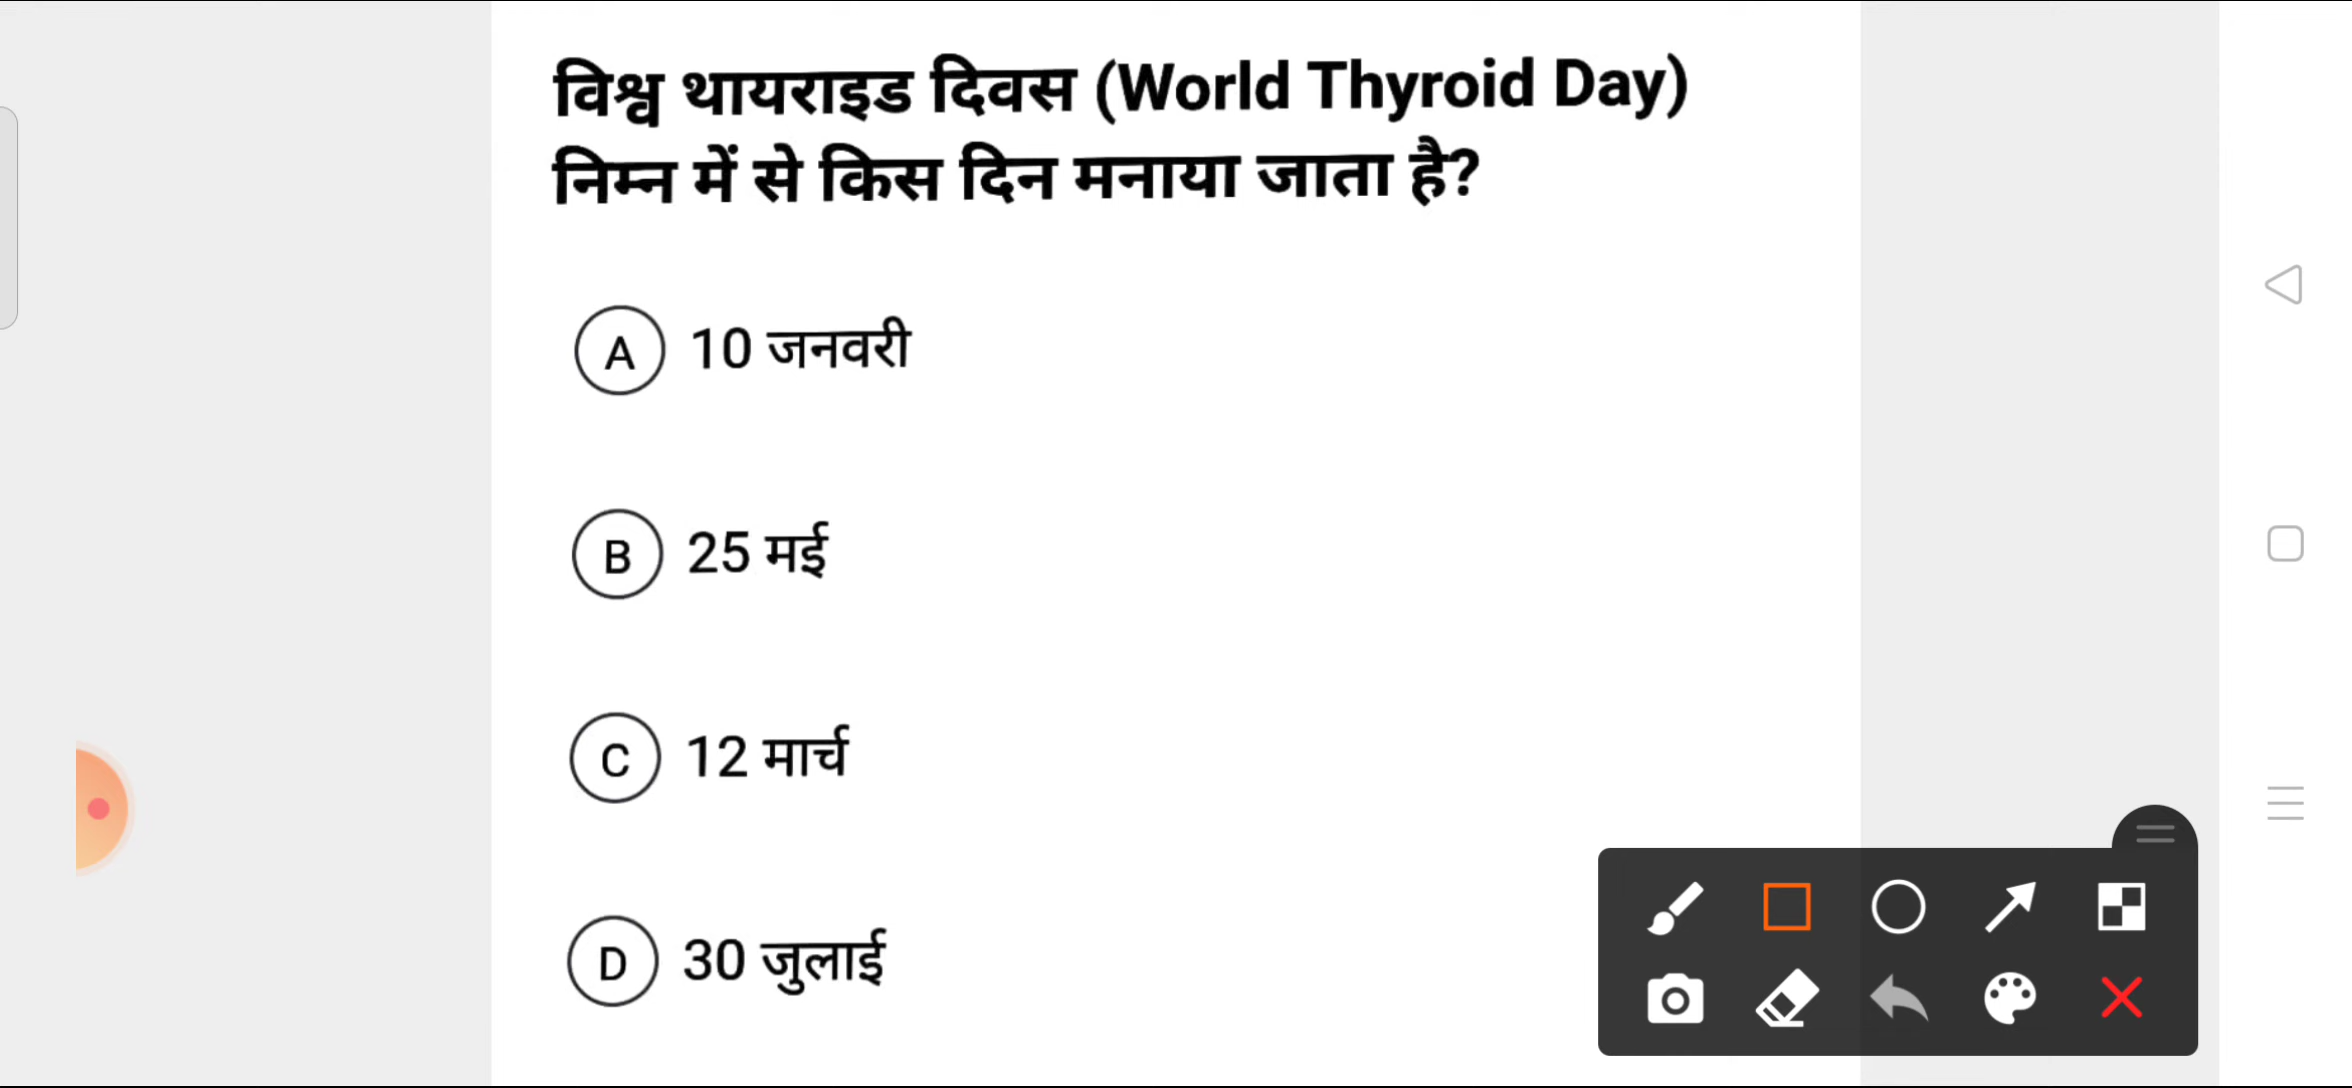 विश्व थायराइड दिवस (World Thyroid Day)
निम्न में से किस दिन मनाया जाता है?
A 10 जनवरी
B 25 मई
C 12 मार्च
D 30 जुलाई